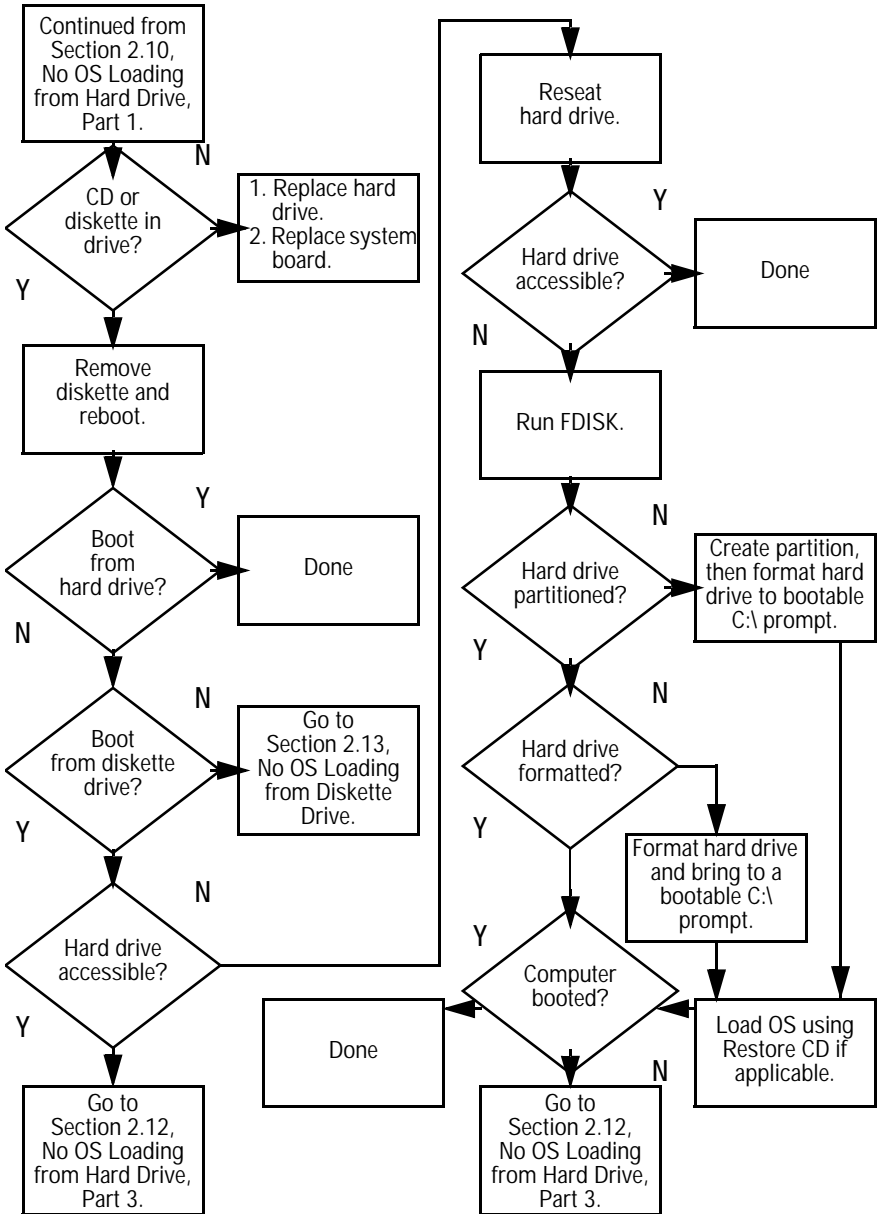 Continued from
Section 2.10,
No OS Loading
from Hard Drive,
Part 1.
N
CD or
diskette in
drive?
1. Replace hard
drive.
2. Replace system
board.
Y
Remove
diskette and
reboot.
Y
Boot
from
hard drive?
Done
N
N
Boot
from diskette
drive?
Go to
Section 2.13,
No OS Loading
from Diskette
Drive.
Y
N
Hard drive
accessible?
Y
Go to
Section 2.12,
No OS Loading
from Hard Drive,
Part 3.
Reseat
hard drive.
Y
Hard drive
accessible?
Done
N
Run FDISK.
N
Hard drive
partitioned?
Create partition,
then format hard
drive to bootable
C:\ prompt.
Y
N
Hard drive
formatted?
Y
Format hard drive
and bring to a
bootable C:\
prompt.
Y
Computer
booted?
Done
Load OS using
Restore CD if
applicable.
N
Go to
Section 2.12,
No OS Loading
from Hard Drive,
Part 3.